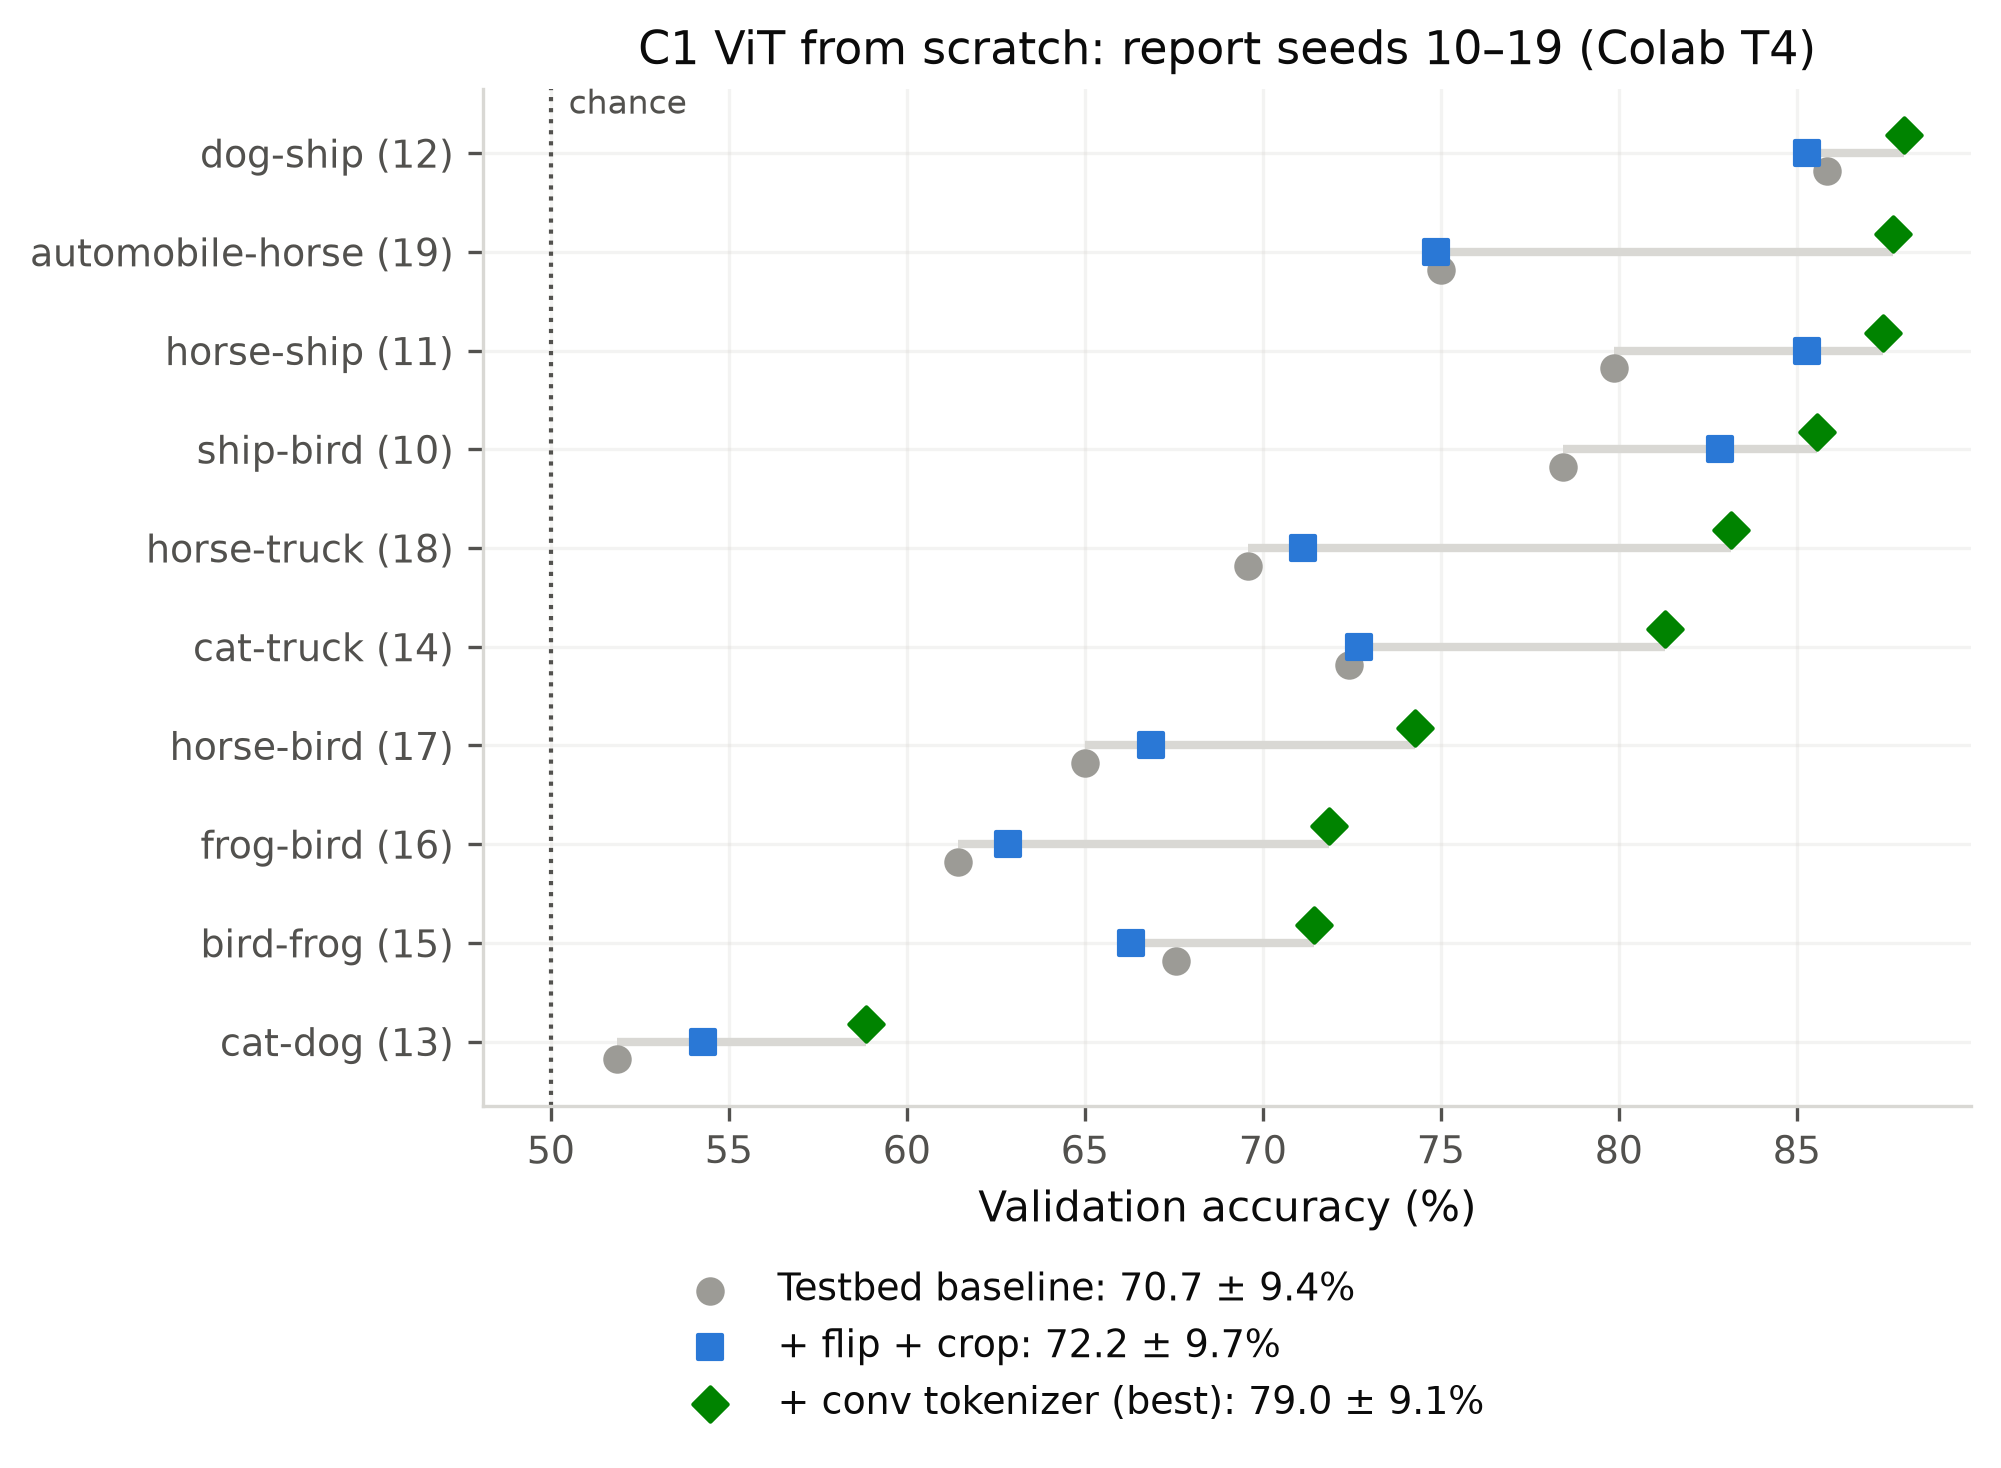 C1 ViT from scratch: report seeds 10–19 (Colab T4)
chance
dog-ship (12)
automobile-horse (19)
horse-ship (11)
ship-bird (10)
horse-truck (18)
cat-truck (14)
horse-bird (17)
frog-bird (16)
bird-frog (15)
cat-dog (13)
50 55 60 65 70 75 80 85
Validation accuracy (%)
Testbed baseline: 70.7 ± 9.4%
+ flip + crop: 72.2 ± 9.7%
+ conv tokenizer (best): 79.0 ± 9.1%